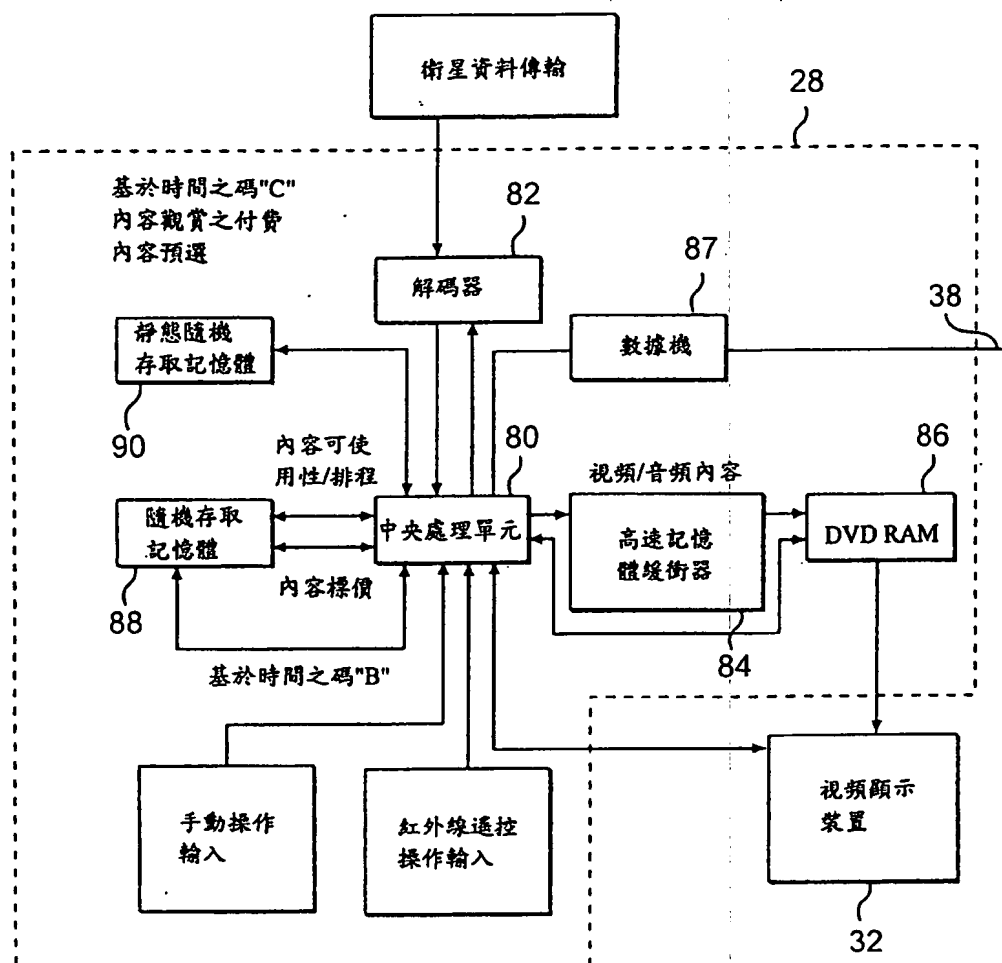 衛星資料傳輸
28
基於時間之碼"C"
內容觀賞之付費
內容預選
82
解碼器
87
數據機
38
靜態隨機
存取記憶體
90
內容可使
用性/排程
80
視頻/音頻內容
86
隨機存取
記憶體
中央處理單元
高速記憶
體緩衝器
DVD RAM
88
內容標價
84
基於時間之碼"B"
手動操作
輸入
紅外線遙控
操作輸入
視頻顯示
裝置
32